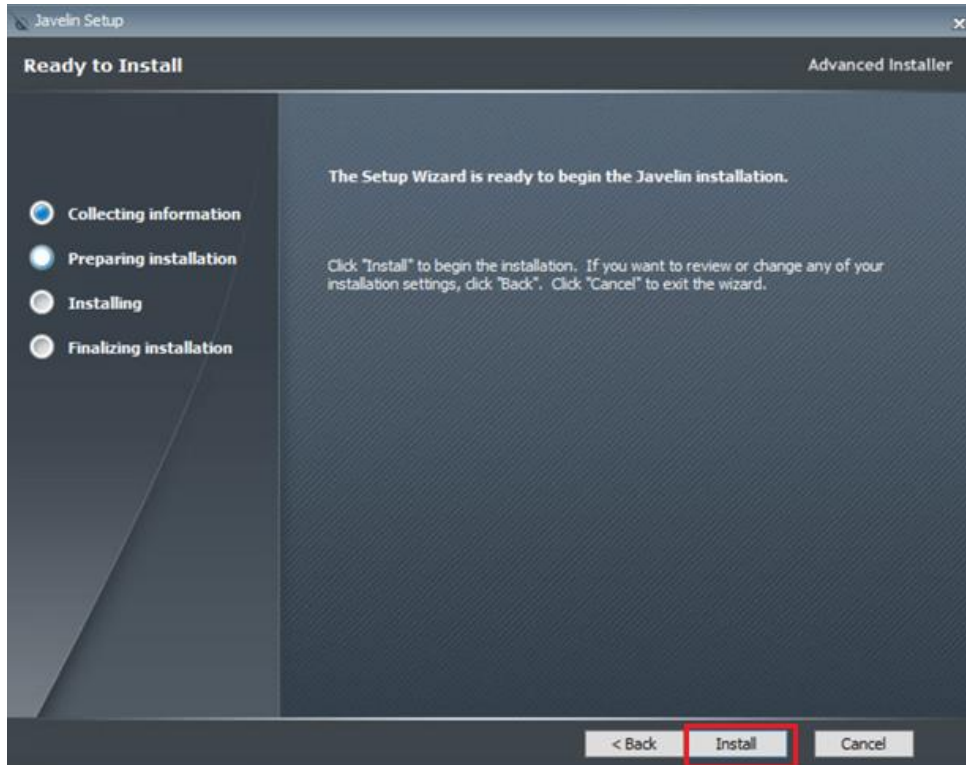 Javelin Setup
Ready to Install
Advanced Installer
The Setup Wizard is ready to begin the Javelin installation.
Collecting information
Preparing installation
Installing
Finalizing installation
Click "Install" to begin the installation. If you want to review or change any of your
installation settings, click "Back". Click "Cancel" to exit the wizard.
< Back
Install
Cancel